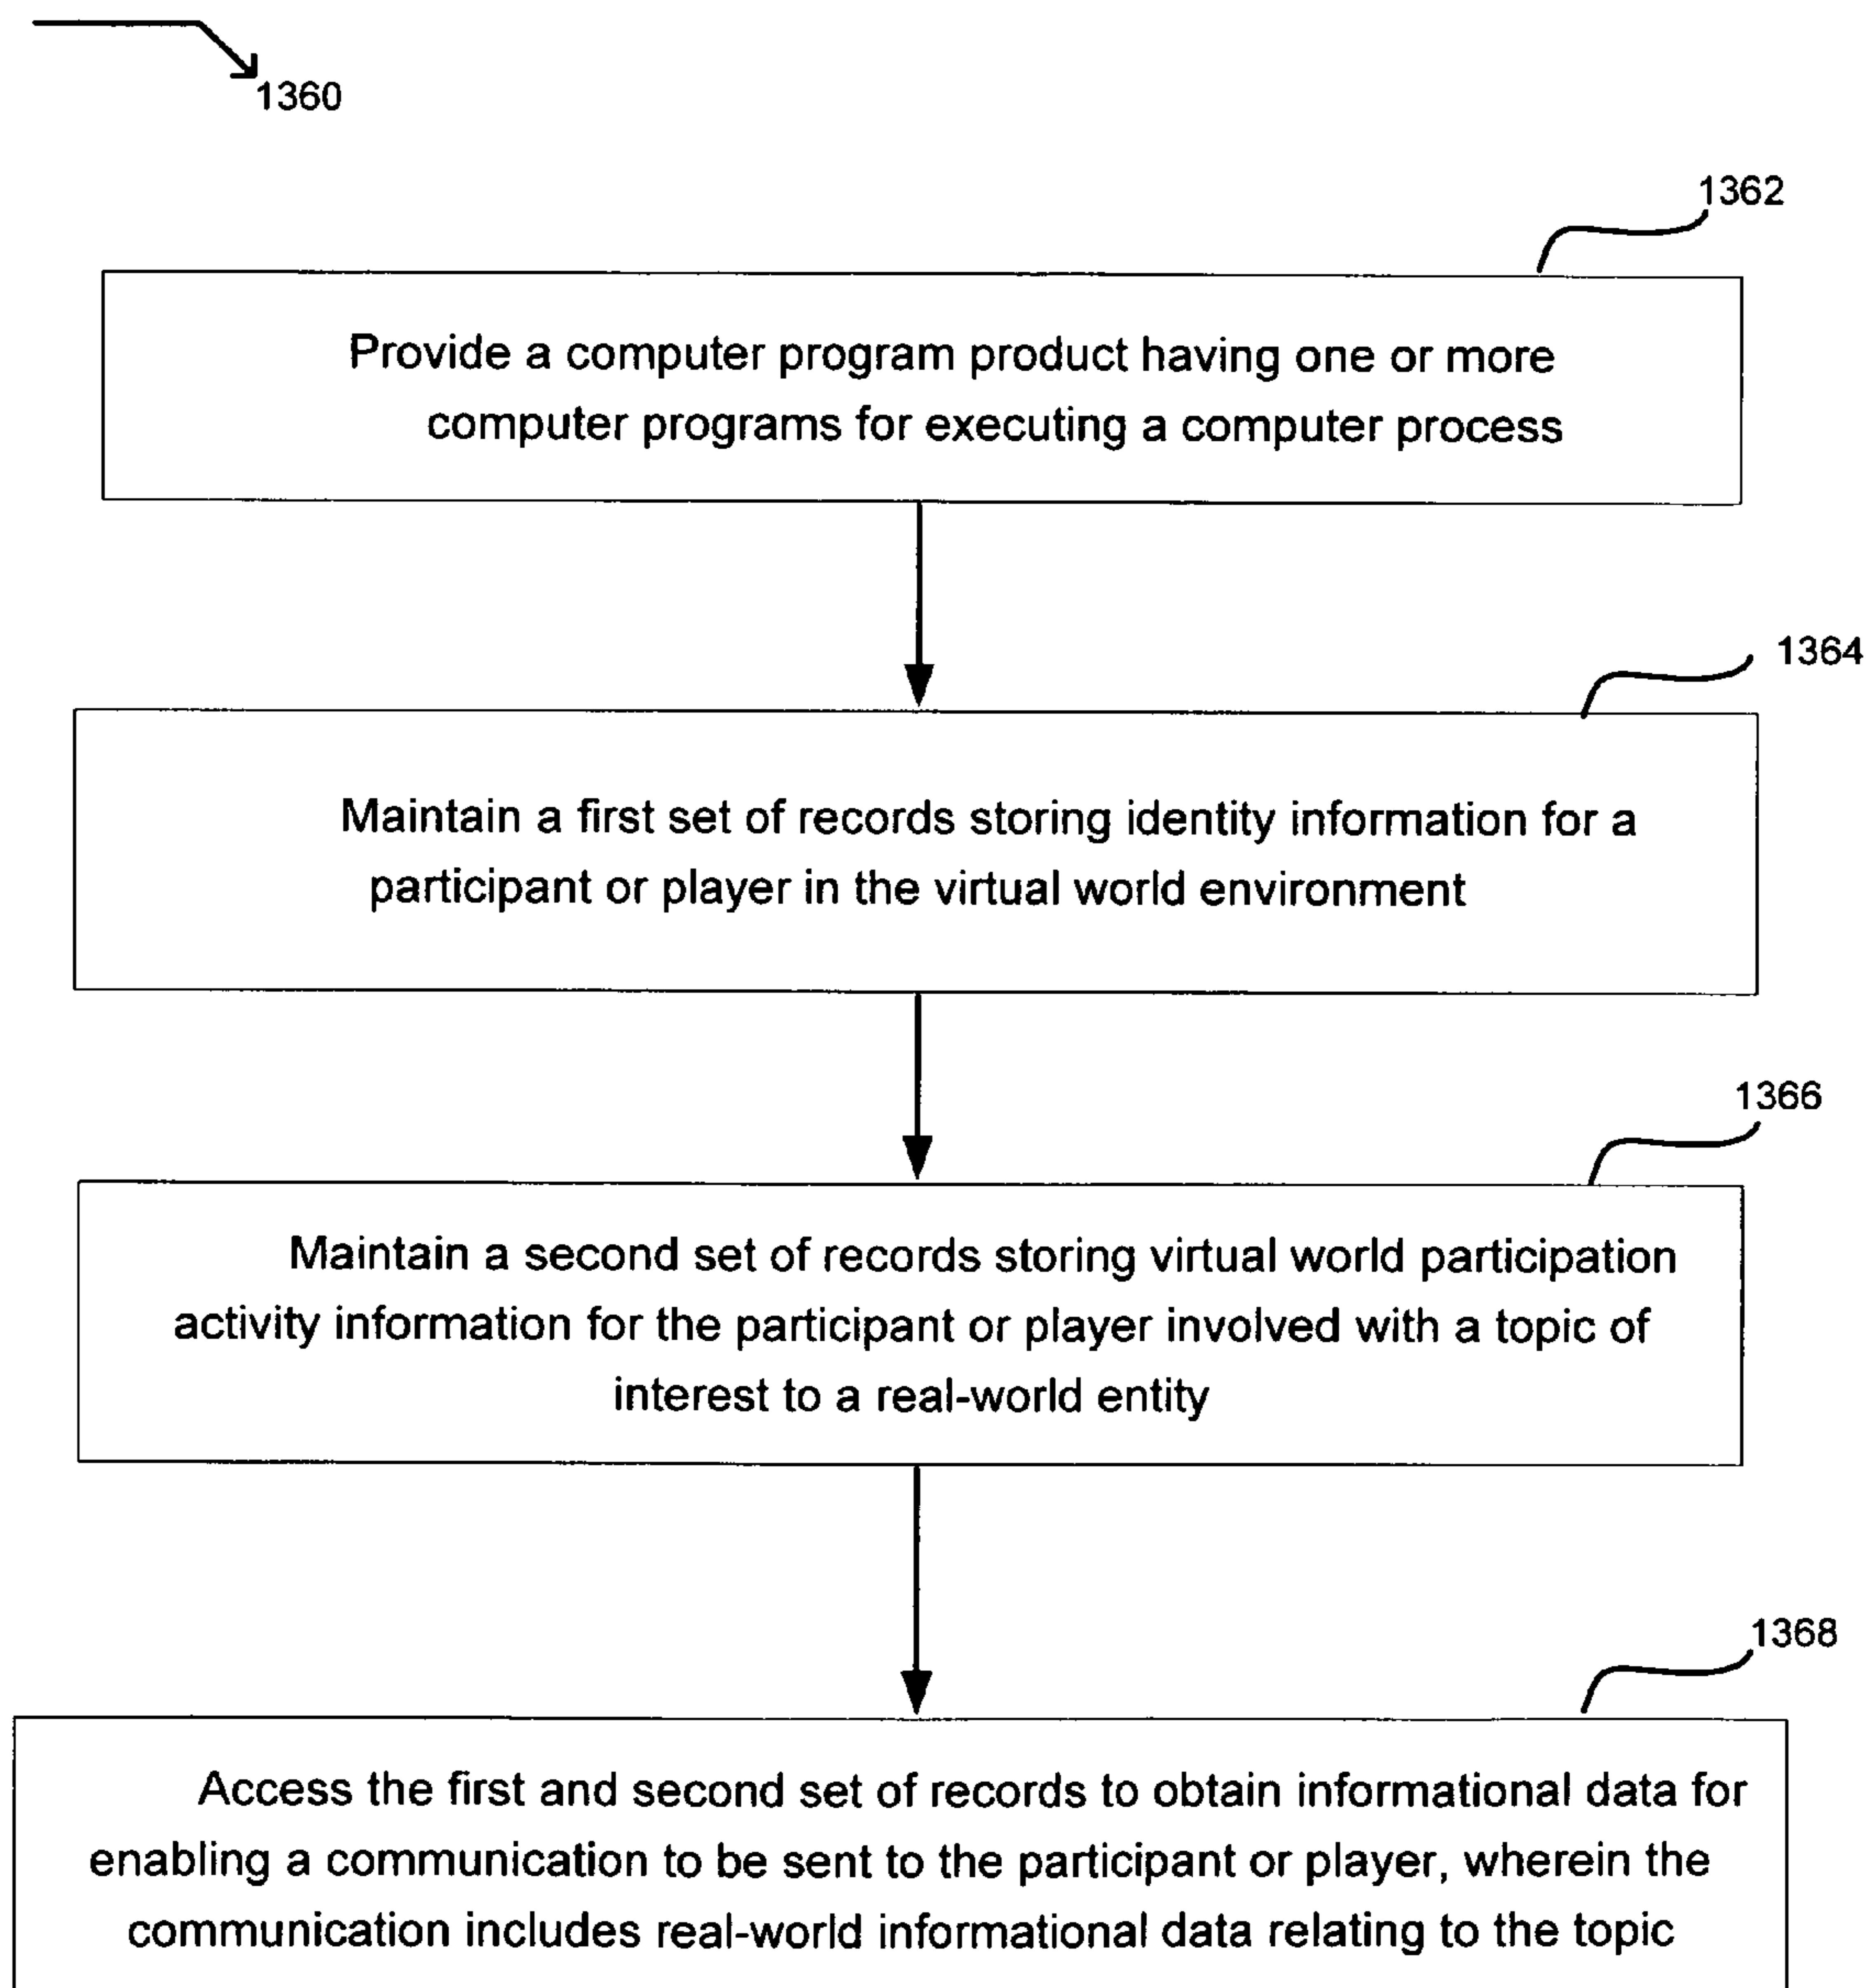 1360
1362
Provide a computer program product having one or more
computer programs for executing a computer process
1364
Maintain a first set of records storing identity information for a
participant or player in the virtual world environment
1366
Maintain a second set of records storing virtual world participation
activity information for the participant or player involved with a topic of
interest to a real-world entity
1368
Access the first and second set of records to obtain informational data for
enabling a communication to be sent to the participant or player, wherein the
communication includes real-world informational data relating to the topic